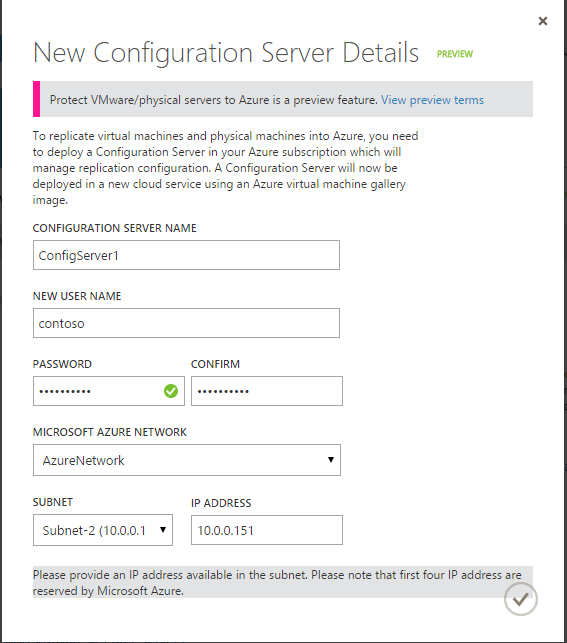 New Configuration Server Details PREVIEW
Protect VMware/physical servers to Azure is a preview feature. View preview terms
To replicate virtual machines and physical machines into Azure, you need
to deploy a Configuration Server in your Azure subscription which will
manage replication configuration. A Configuration Server will now be
deployed in a new cloud service using an Azure virtual machine gallery
image.
CONFIGURATION SERVER NAME
ConfigServer1
NEW USER NAME
contoso
PASSWORD CONFIRM
•••••••••• ••••••••••
MICROSOFT AZURE NETWORK
AzureNetwork
SUBNET IP ADDRESS
Subnet-2 (10.0.0.1 10.0.0.151
Please provide an IP address available in the subnet. Please note that first four IP address are
reserved by Microsoft Azure.